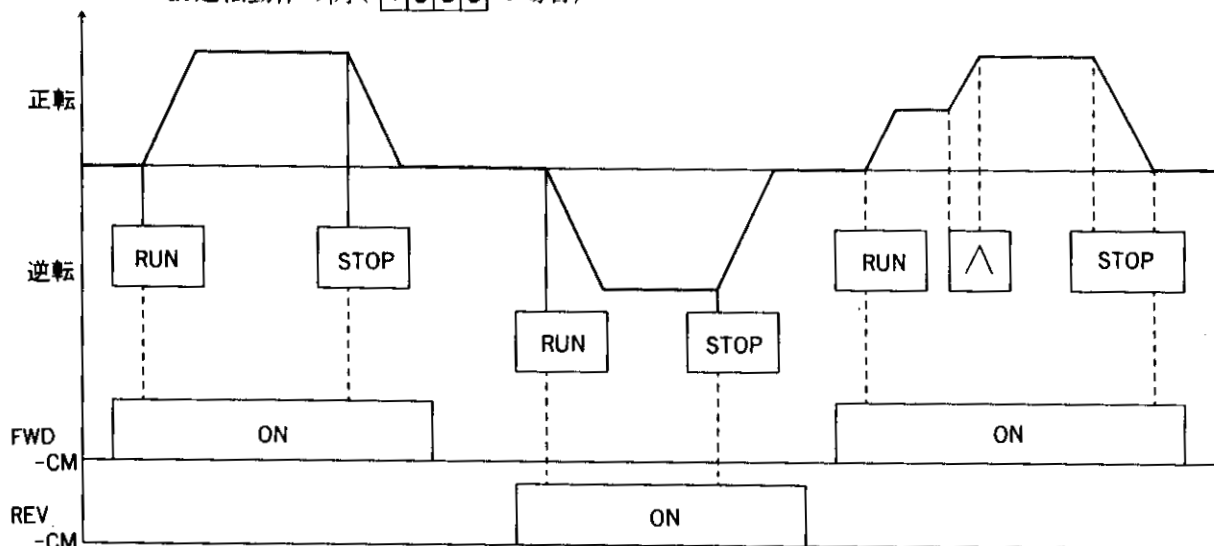 正転
RUN
STOP
RUN
∧
STOP
逆転
RUN
STOP
FWD
-CM
ON
ON
REV
-CM
ON